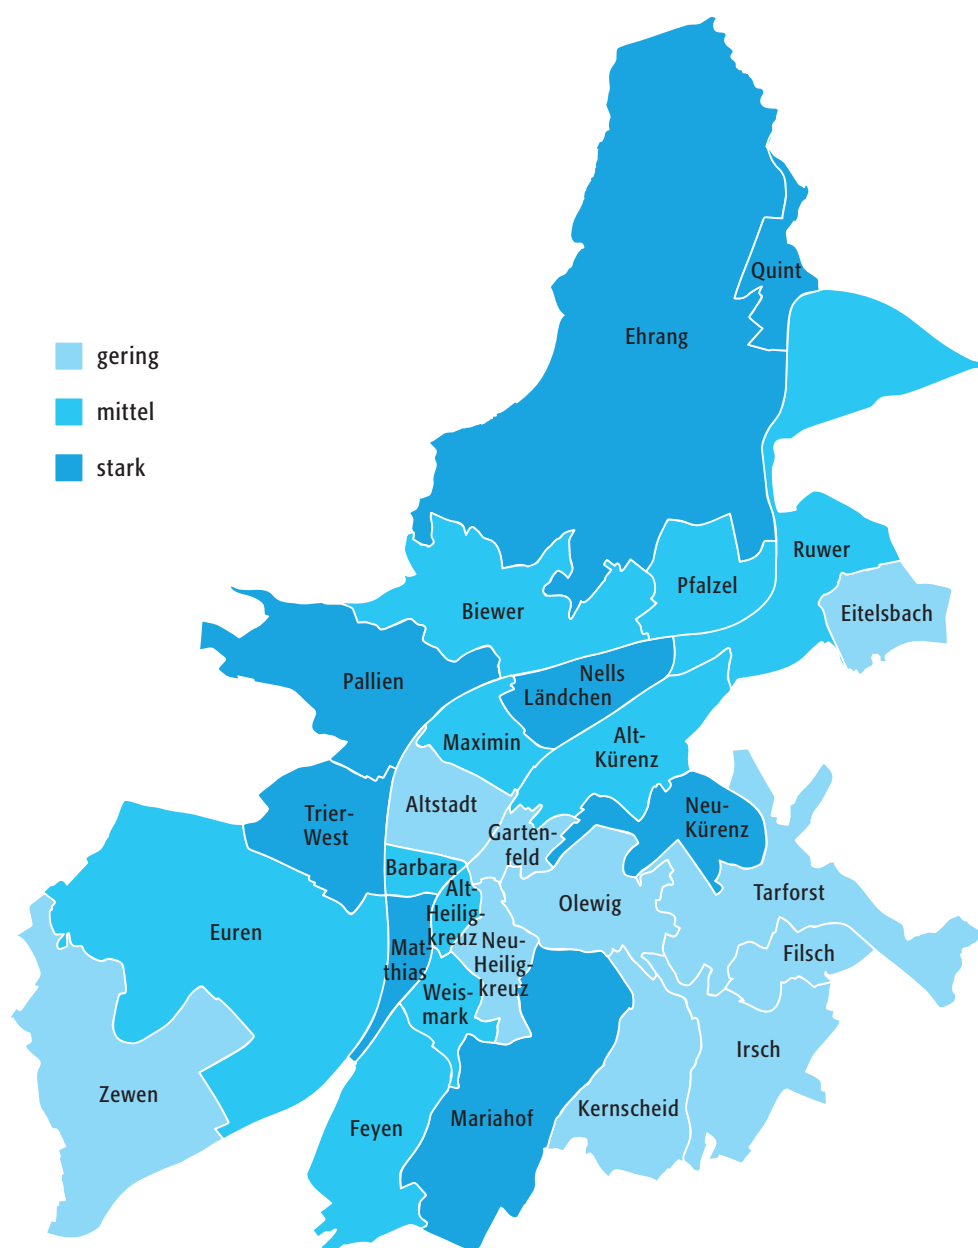 Quint
Ehrang
gering
mittel
stark
Ruwer
Pfalzel
Biewer
Eitelsbach
Nells
Ländchen
Pallien
Maximin
Alt-
Kürenz
Altstadt
Trier-
West
Neu-
Kürenz
Garten-
feld
Barbara
Alt-
Heilig-
kreuz
Olewig
Tarforst
Euren
Mat-
thias
Neu-
Heilig-
kreuz
Filsch
Weis-
mark
Irsch
Zewen
Feyen
Mariahof
Kernscheid